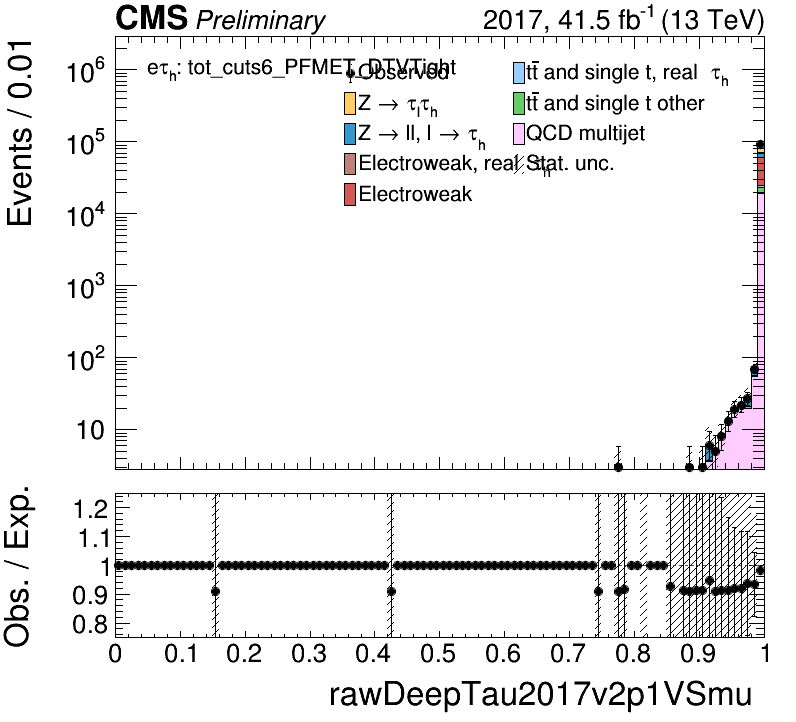 CMS Preliminary 2017, 41.5 fb⁻¹ (13 TeV)
Events / 0.01
10⁶
10⁵
10⁴
10³
10²
10
eτh: tot_cuts6_PFMET_DTVTight
Observed
Z → τlτh
Z → ll, l → τh
Electroweak, real τh
Electroweak
tt̄ and single t, real τh
tt̄ and single t other
QCD multijet
Stat. unc.
Obs. / Exp.
1.2
1.1
1
0.9
0.8
0 0.1 0.2 0.3 0.4 0.5 0.6 0.7 0.8 0.9 1
rawDeepTau2017v2p1VSmu